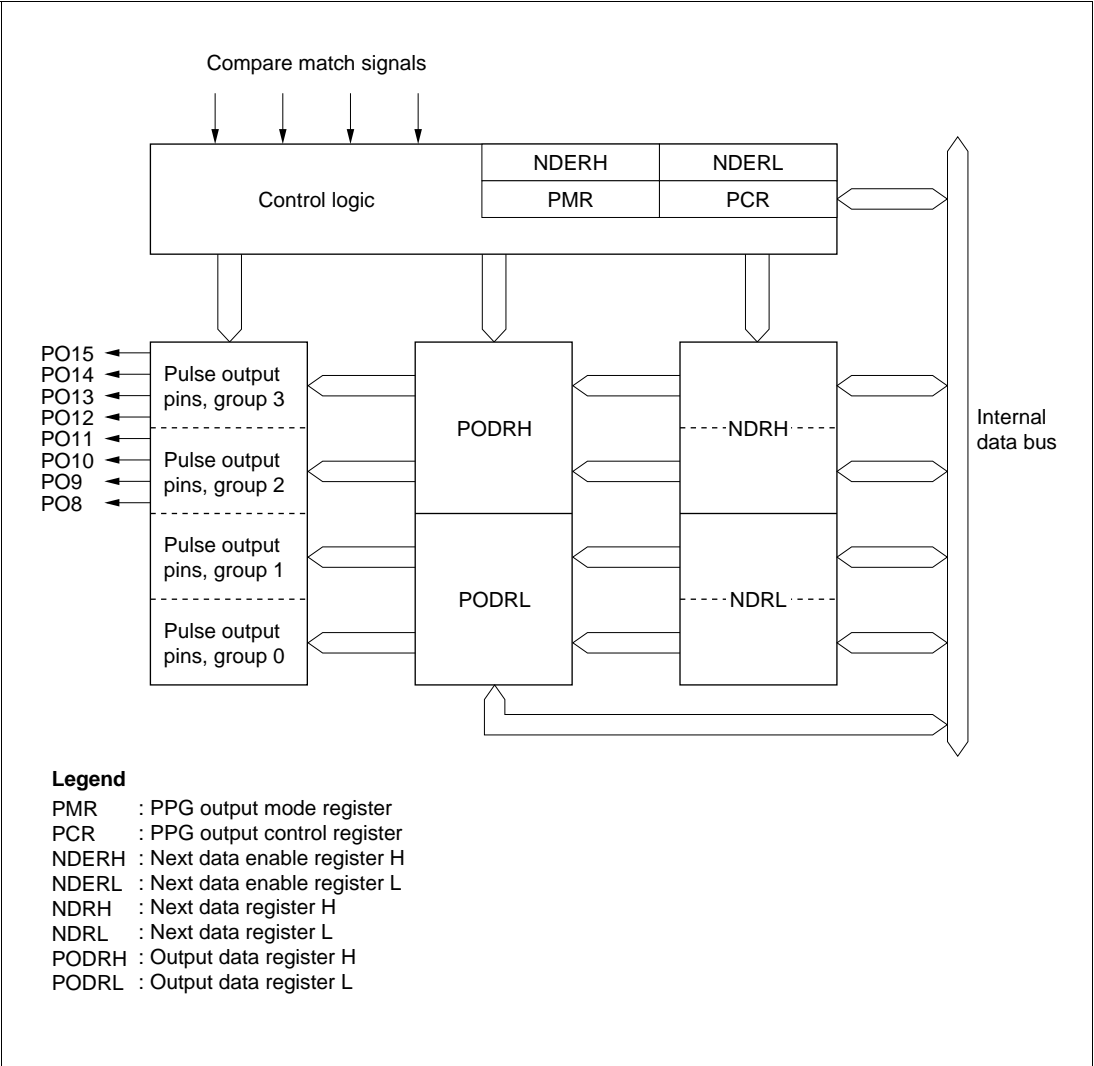 Compare match signals
NDERH NDERL
Control logic PMR PCR
PO15
PO14
PO13
PO12
PO11
PO10
PO9
PO8
Pulse output
pins, group 3
Pulse output
pins, group 2
Pulse output
pins, group 1
Pulse output
pins, group 0
PODRH
PODRL
NDRH
NDRL
Internal
data bus
Legend
PMR : PPG output mode register
PCR : PPG output control register
NDERH : Next data enable register H
NDERL : Next data enable register L
NDRH : Next data register H
NDRL : Next data register L
PODRH : Output data register H
PODRL : Output data register L